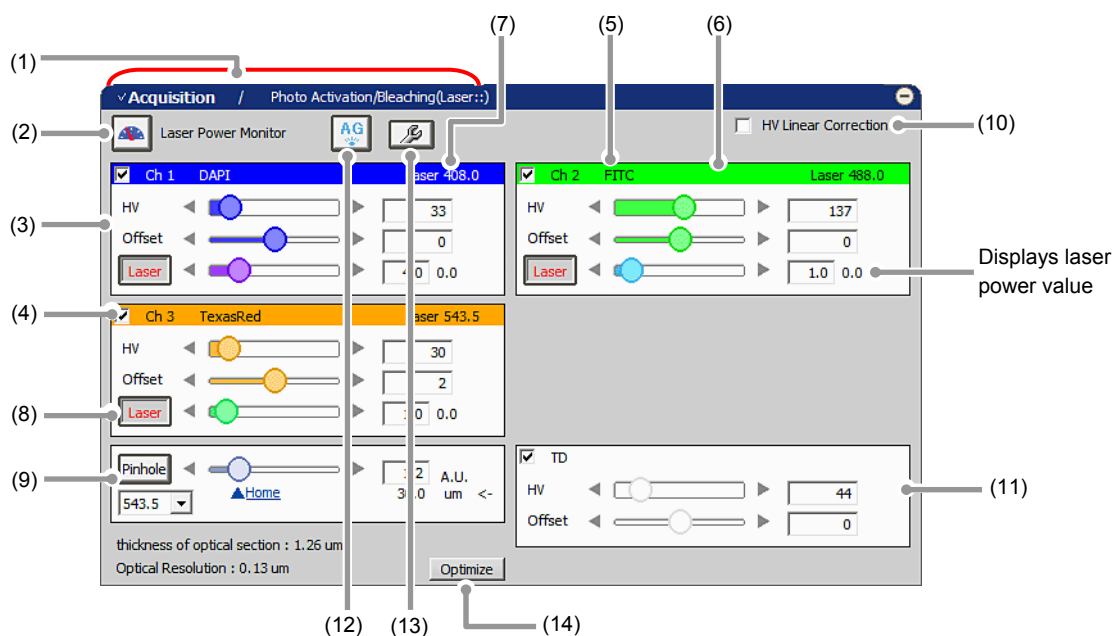 (7) (5) (6)
(1)
Acquisition / Photo Activation/Bleaching(Laser::)
(2) Laser Power Monitor AG HV Linear Correction (10)
Ch 1 DAPI Laser 408.0 Ch 2 FITC Laser 488.0
(3) HV 33 HV 137
Offset 0 Offset 0
Laser 0.0 Laser 1.0 0.0 Displays laser
power value
(4) Ch 3 TexasRed Laser 543.5
HV 30
Offset 2
(8) Laser 0.0
(9) Pinhole A.U. TD
Home um <- HV 44 (11)
543.5 Offset 0
thickness of optical section : 1.26 um
Optical Resolution : 0.13 um Optimize
(12) (13) (14)